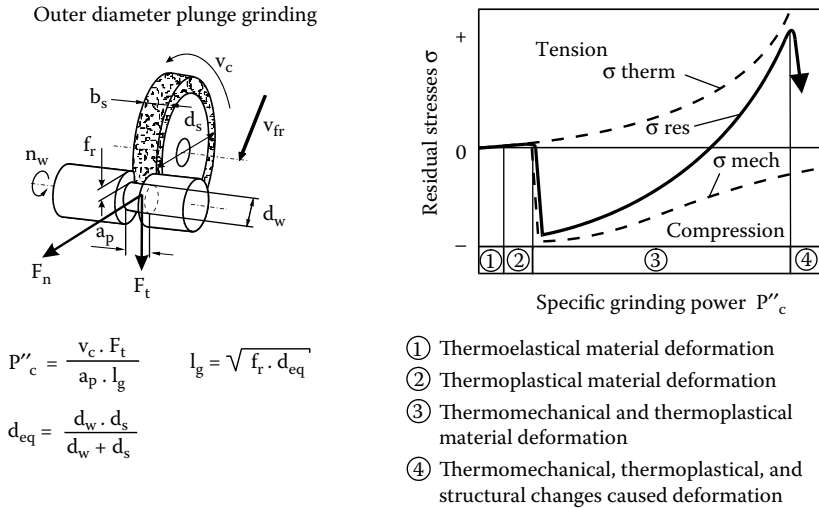 Outer diameter plunge grinding
v_c
b_s
d_s
v_fr
f_r
n_w
d_w
a_p
F_n
F_t
P″_c = v_c . F_t / a_p . l_g
l_g = √ f_r . d_eq
d_eq = d_w . d_s / d_w + d_s
Residual stresses σ
+
0
−
Tension
σ therm
σ res
σ mech
Compression
① ② ③ ④
Specific grinding power P″_c
① Thermoelastical material deformation
② Thermoplastical material deformation
③ Thermomechanical and thermoplastical
material deformation
④ Thermomechanical, thermoplastical, and
structural changes caused deformation